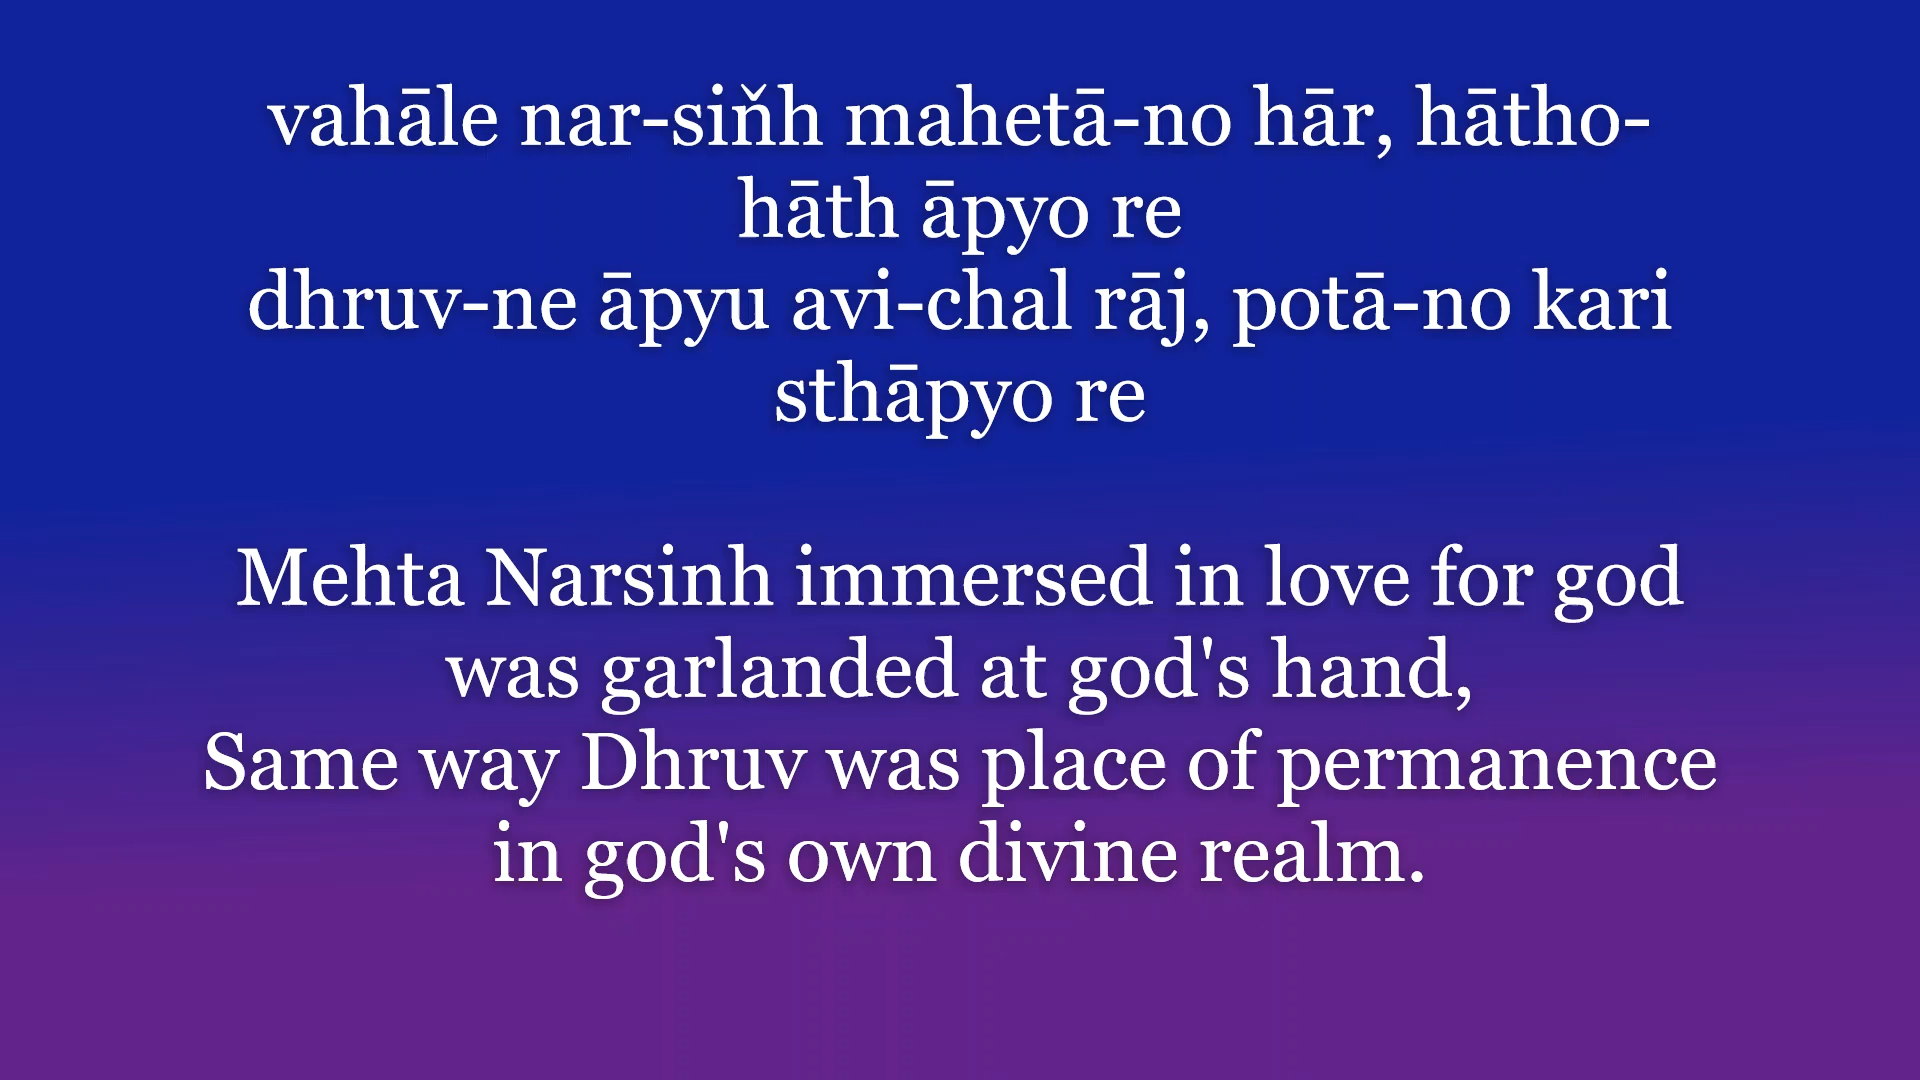 vahāle nar-siňh mahetā-no hār, hātho-
hāth āpyo re
dhruv-ne āpyu avi-chal rāj, potā-no kari
sthāpyo re
Mehta Narsinh immersed in love for god
was garlanded at god's hand,
Same way Dhruv was place of permanence
in god's own divine realm.